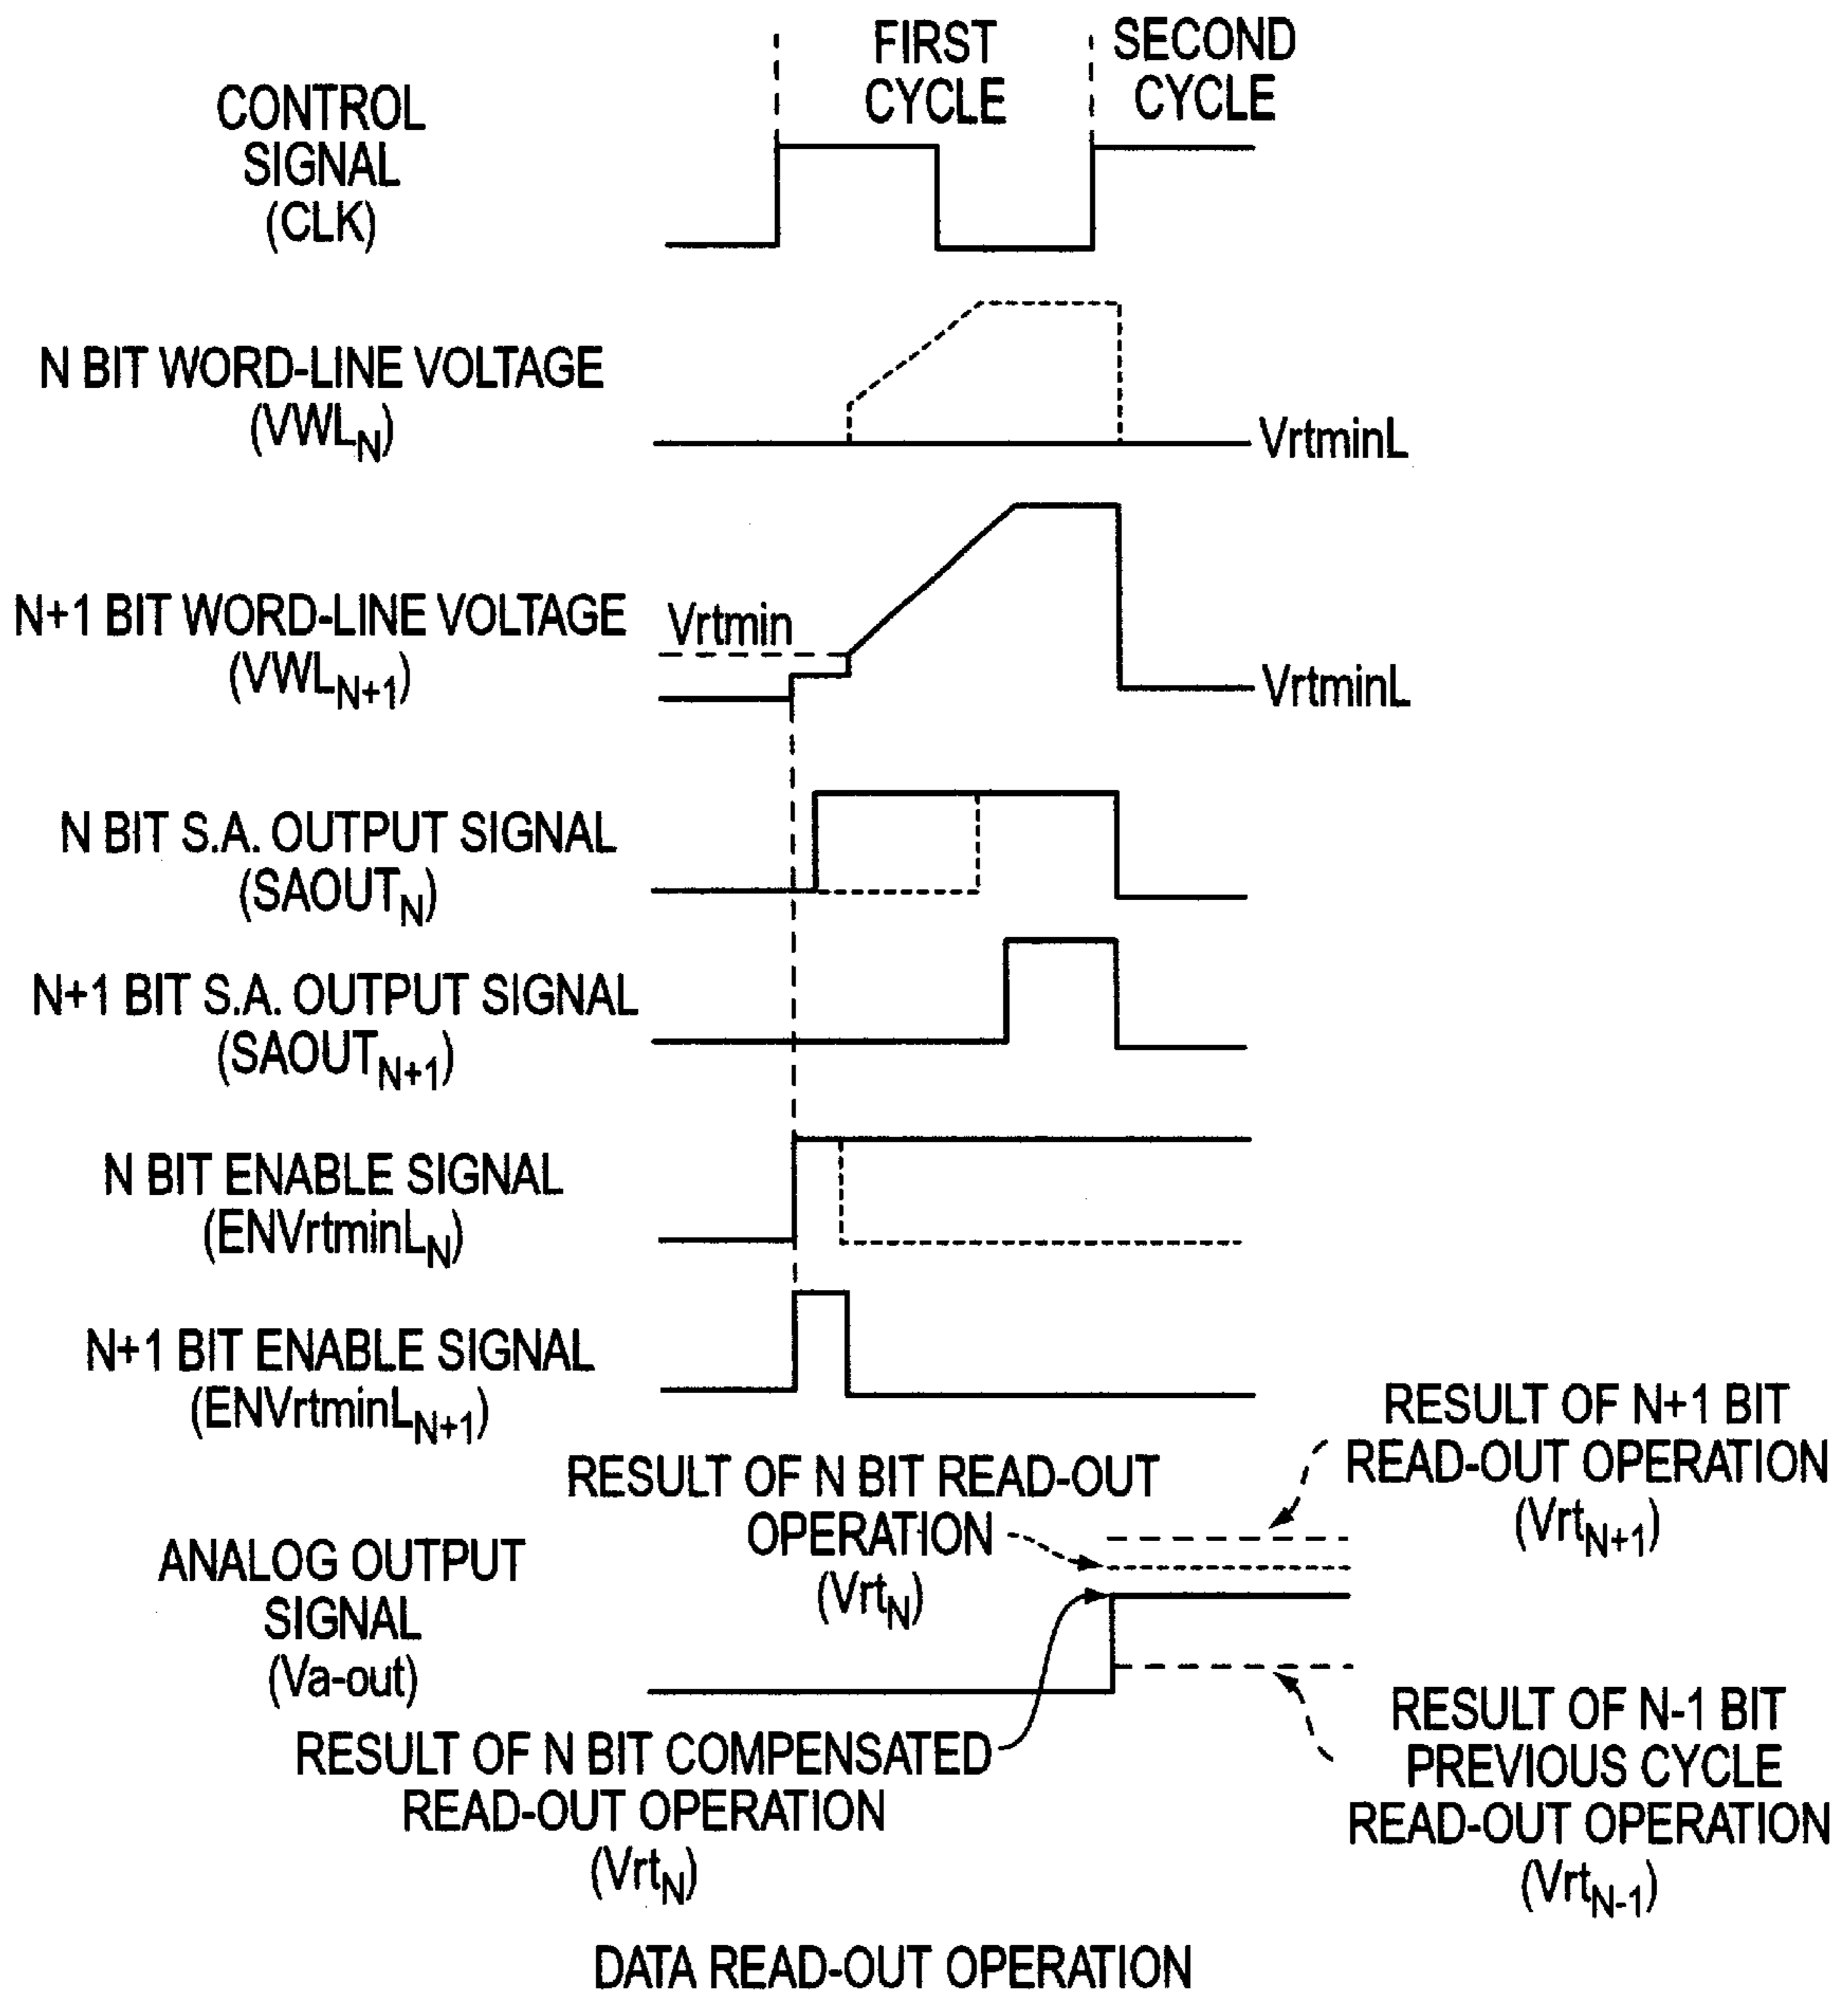 FIRST
CYCLE
SECOND
CYCLE
CONTROL
SIGNAL
(CLK)
N BIT WORD-LINE VOLTAGE
(VWLN)
VrtminL
N+1 BIT WORD-LINE VOLTAGE
(VWLN+1)
Vrtmin
VrtminL
N BIT S.A. OUTPUT SIGNAL
(SAOUTN)
N+1 BIT S.A. OUTPUT SIGNAL
(SAOUTN+1)
N BIT ENABLE SIGNAL
(ENVrtminLN)
N+1 BIT ENABLE SIGNAL
(ENVrtminLN+1)
RESULT OF N+1 BIT
READ-OUT OPERATION
(VrtN+1)
RESULT OF N BIT READ-OUT
OPERATION
(VrtN)
ANALOG OUTPUT
SIGNAL
(Va-out)
RESULT OF N BIT COMPENSATED
READ-OUT OPERATION
(VrtN)
RESULT OF N-1 BIT
PREVIOUS CYCLE
READ-OUT OPERATION
(VrtN-1)
DATA READ-OUT OPERATION